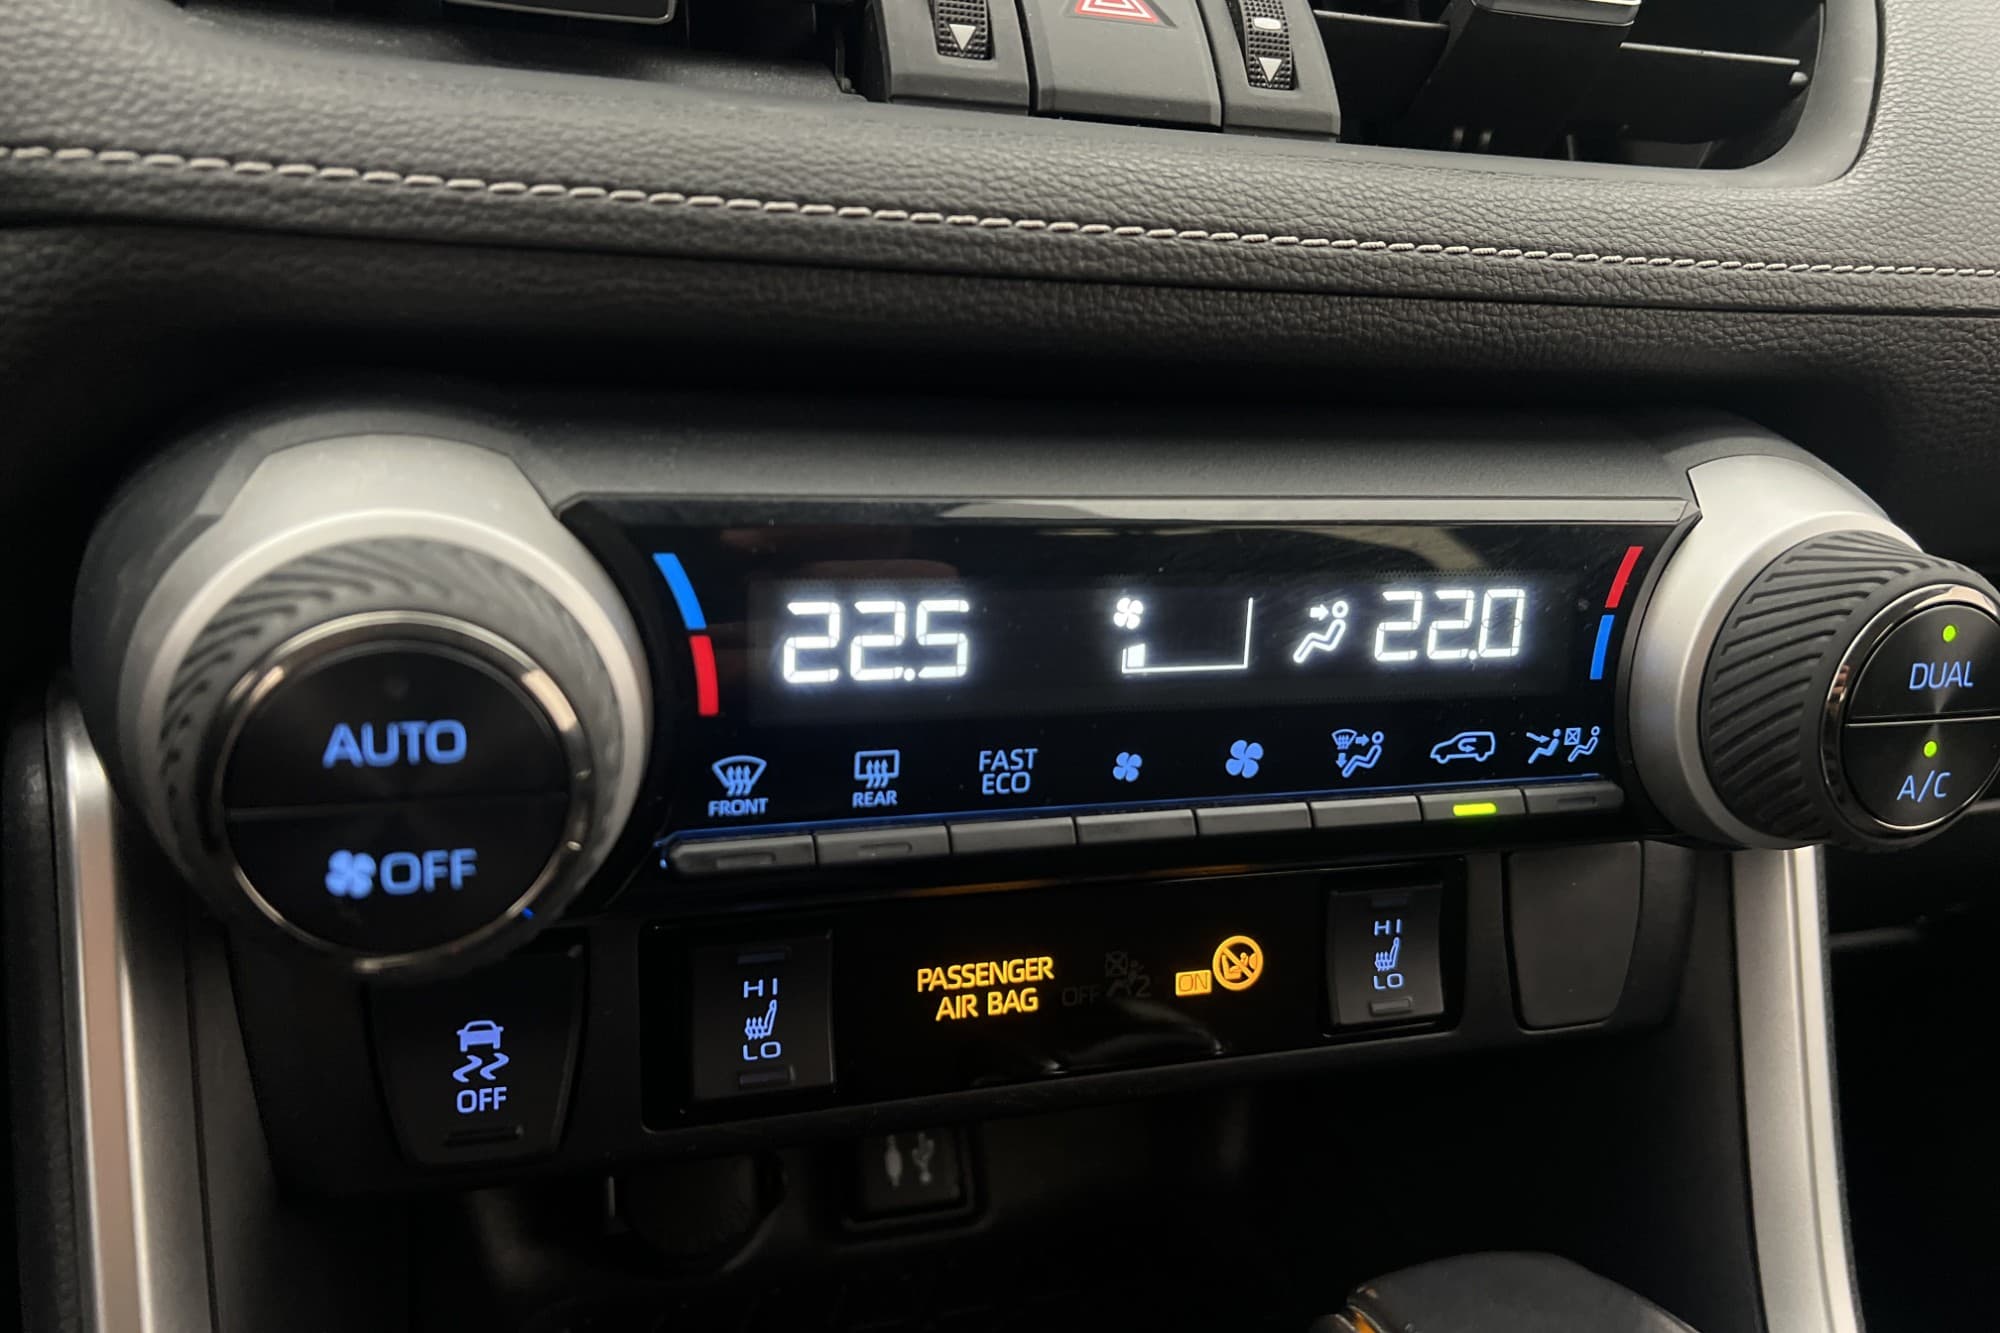 22.5
22.0
AUTO
OFF
FRONT
REAR
FAST
ECO
DUAL
A/C
PASSENGER
AIR BAG
OFF
2
ON
HI
LO
HI
LO
OFF